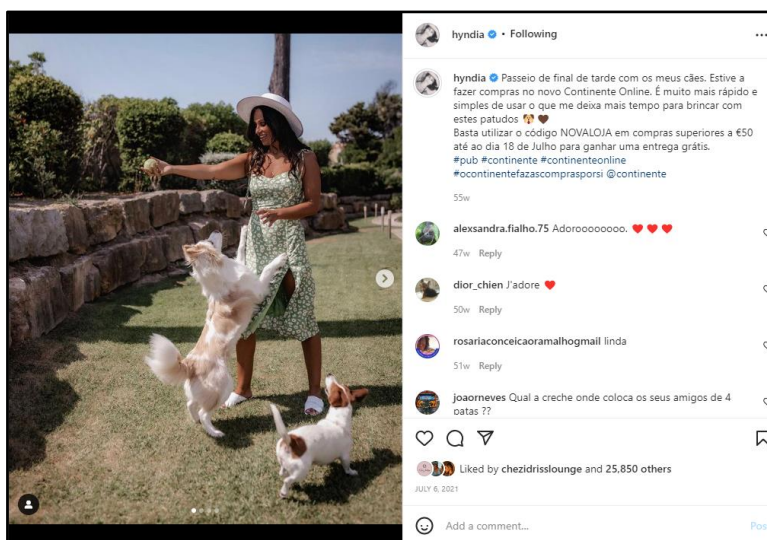 hyndia • Following
hyndia Passeio de final de tarde com os meus cães. Estive a
fazer compras no novo Continente Online. É muito mais rápido e
simples de usar o que me deixa mais tempo para brincar com
estes patudos 🐶🤎
Basta utilizar o código NOVALOJA em compras superiores a €50
até ao dia 18 de Julho para ganhar uma entrega grátis.
#pub #continente #continenteonline
#ocontinentefazascomprasporsi @continente
55w
alexsandra.fialho.75 Adoroooooooo. ❤️ ❤️ ❤️
47w Reply
dior_chien J'adore ❤️
50w Reply
rosariaconceicaoramalhogmail linda
51w Reply
joaorneves Qual a creche onde coloca os seus amigos de 4
patas ??
Liked by chezidrisslounge and 25,850 others
JULY 6, 2021
Add a comment...
Pos